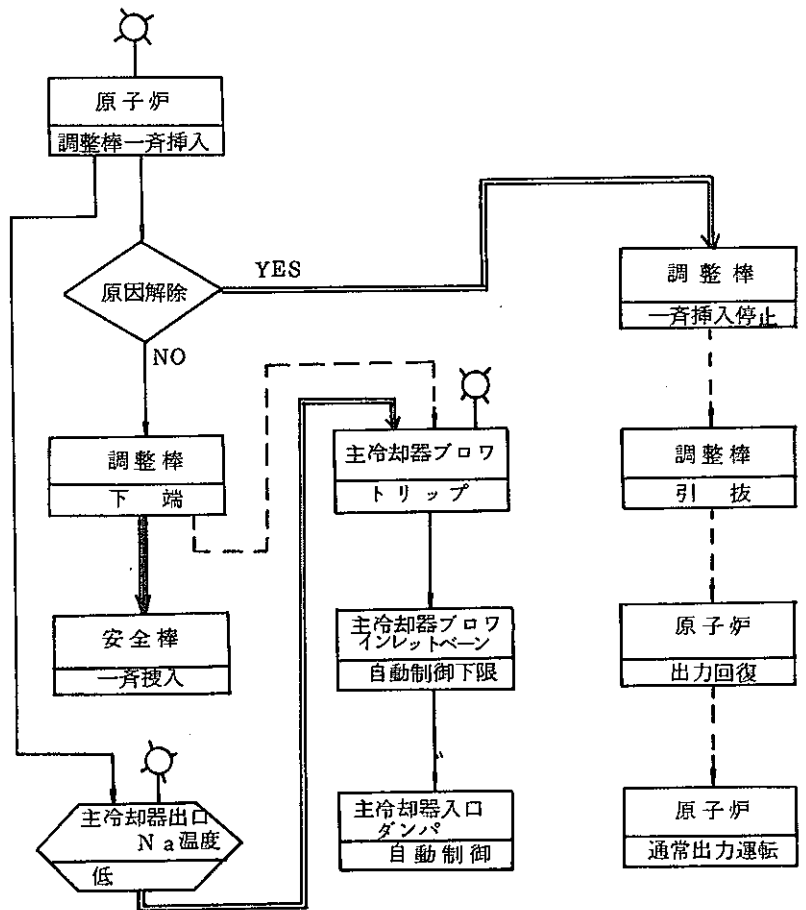 原子炉
調整棒一斉挿入
原因解除
YES
NO
調整棒
下端
安全棒
一斉捜入
主冷却器出口
Na温度
低
主冷却器ブロワ
トリップ
主冷却器ブロワ
インレットベーン
自動制御下限
主冷却器入口
ダンパ
自動制御
調整棒
一斉挿入停止
調整棒
引抜
原子炉
出力回復
原子炉
通常出力運転